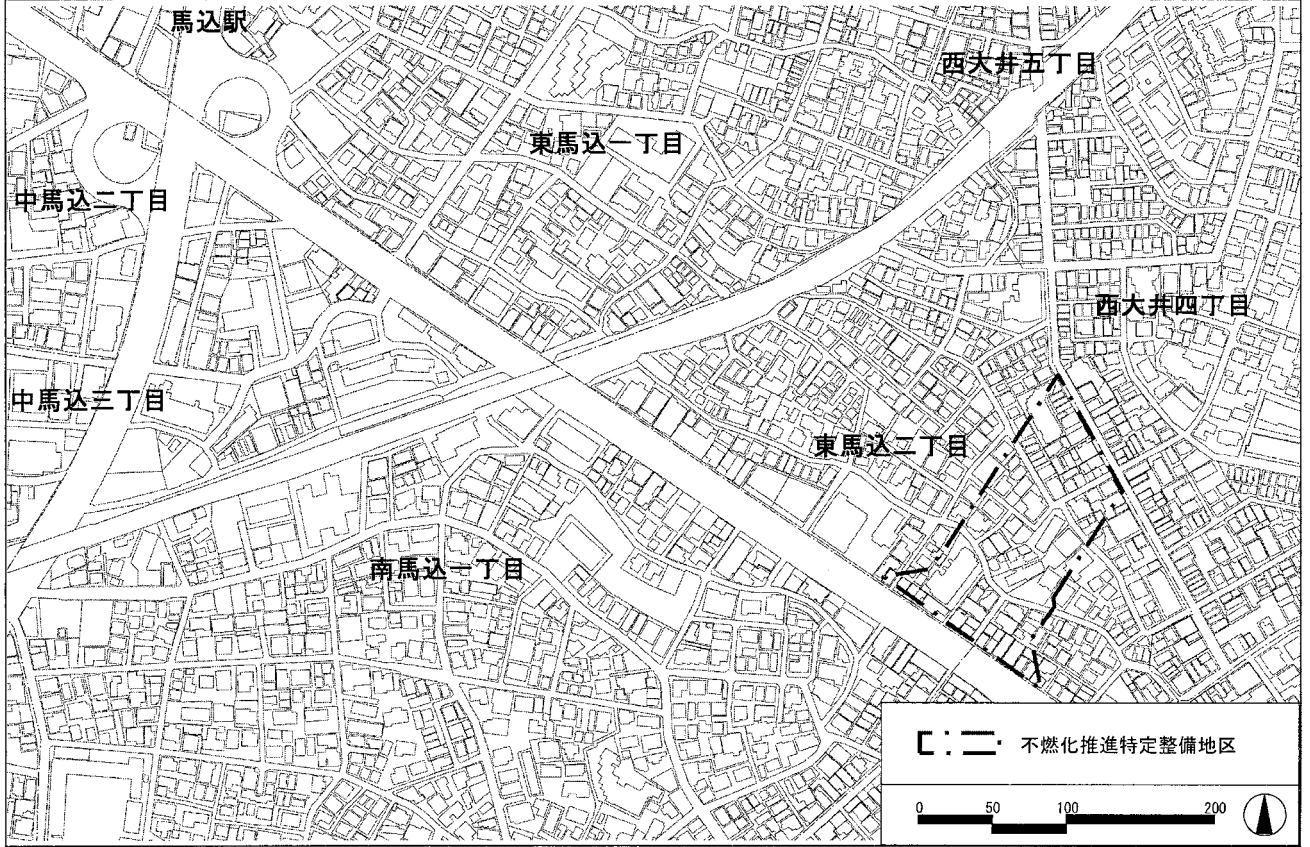 馬込駅
西大井五丁目
東馬込一丁目
中馬込二丁目
西大井四丁目
中馬込三丁目
東馬込二丁目
南馬込一丁目
不燃化推進特定整備地区
0 50 100 200